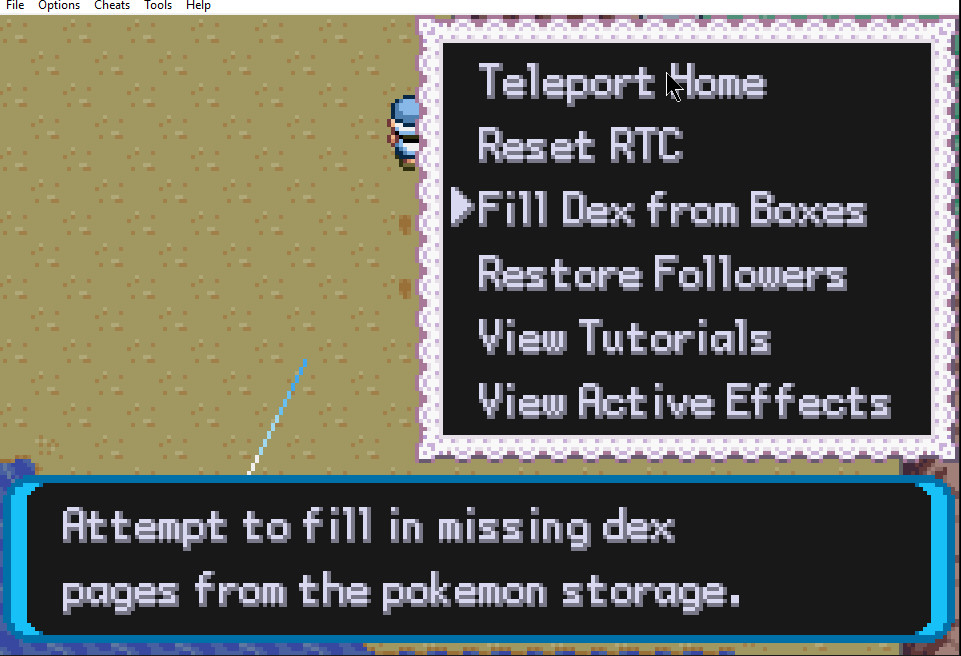 File Options Cheats Tools Help
Teleport Home
Reset RTC
Fill Dex from Boxes
Restore Followers
View Tutorials
View Active Effects
Attempt to fill in missing dex
pages from the pokemon storage.